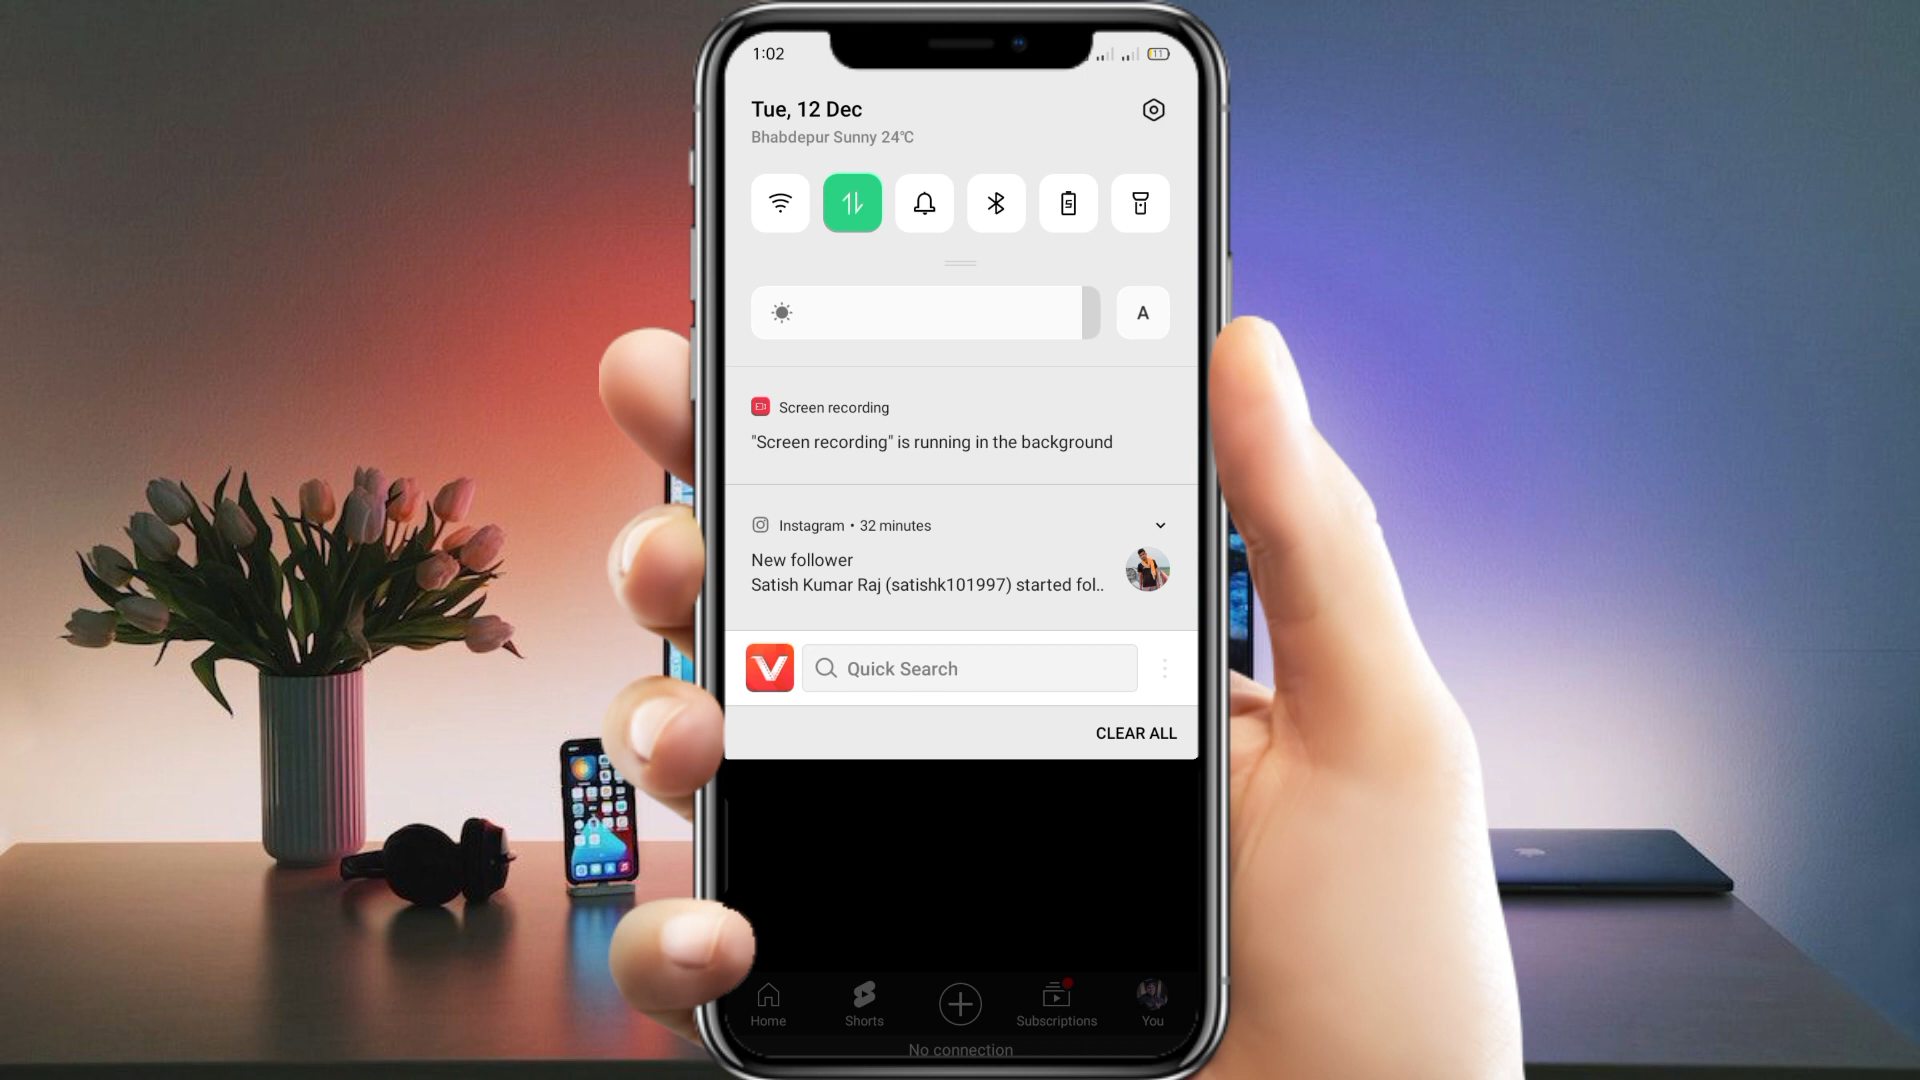 1:02
11
Tue, 12 Dec
Bhabdepur Sunny 24℃
A
Screen recording
"Screen recording" is running in the background
Instagram • 32 minutes
New follower
Satish Kumar Raj (satishk101997) started fol..
Quick Search
CLEAR ALL
Home
Shorts
Subscriptions
You
No connection